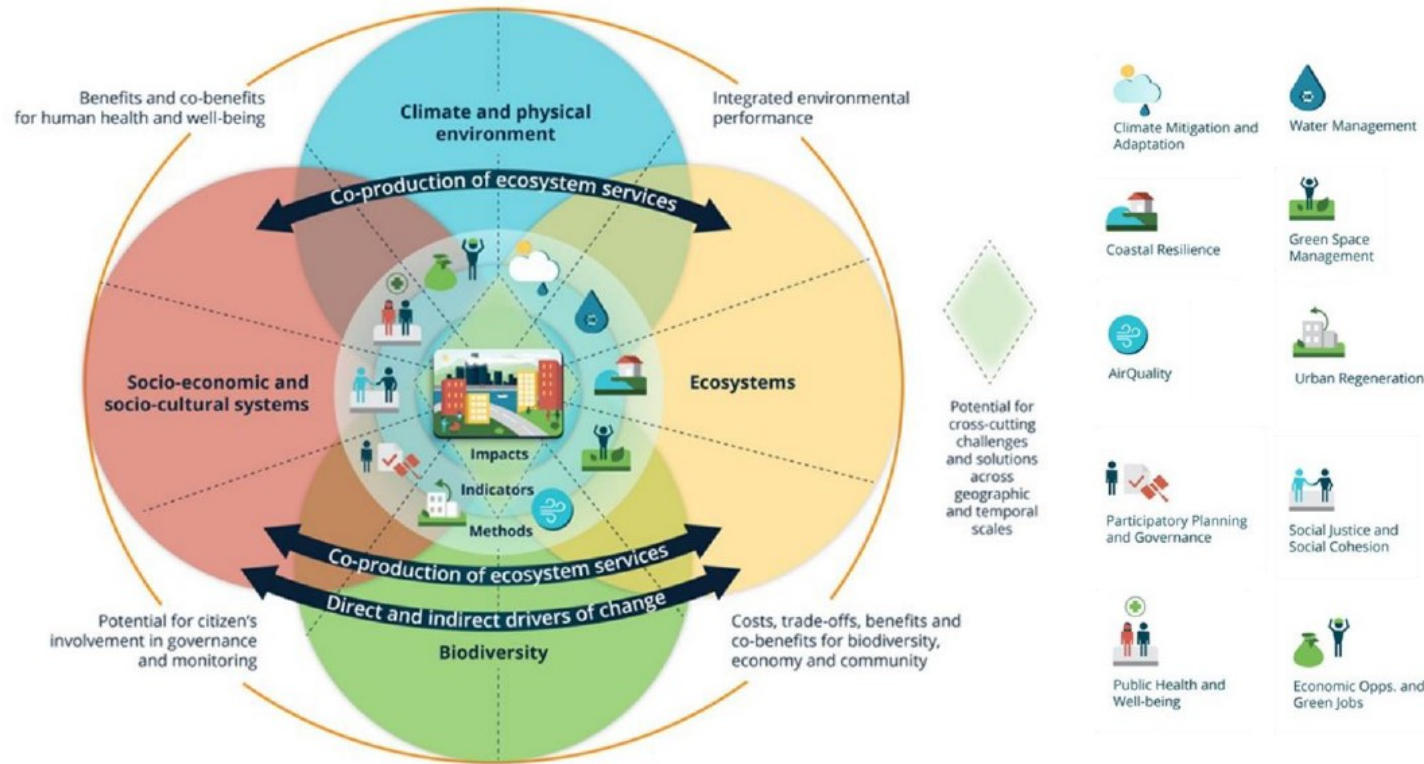 Benefits and co-benefits
for human health and well-being
Climate and physical
environment
Integrated environmental
performance
Co-production of ecosystem services
Socio-economic and
socio-cultural systems
Ecosystems
Impacts
Indicators
Methods
Co-production of ecosystem services
Direct and indirect drivers of change
Biodiversity
Potential for citizen's
involvement in governance
and monitoring
Costs, trade-offs, benefits and
co-benefits for biodiversity,
economy and community
Potential for
cross-cutting
challenges
and solutions
across
geographic
and temporal
scales
Climate Mitigation and
Adaptation
Water Management
Coastal Resilience
Green Space
Management
AirQuality
Urban Regeneration
Participatory Planning
and Governance
Social Justice and
Social Cohesion
Public Health and
Well-being
Economic Opps. and
Green Jobs